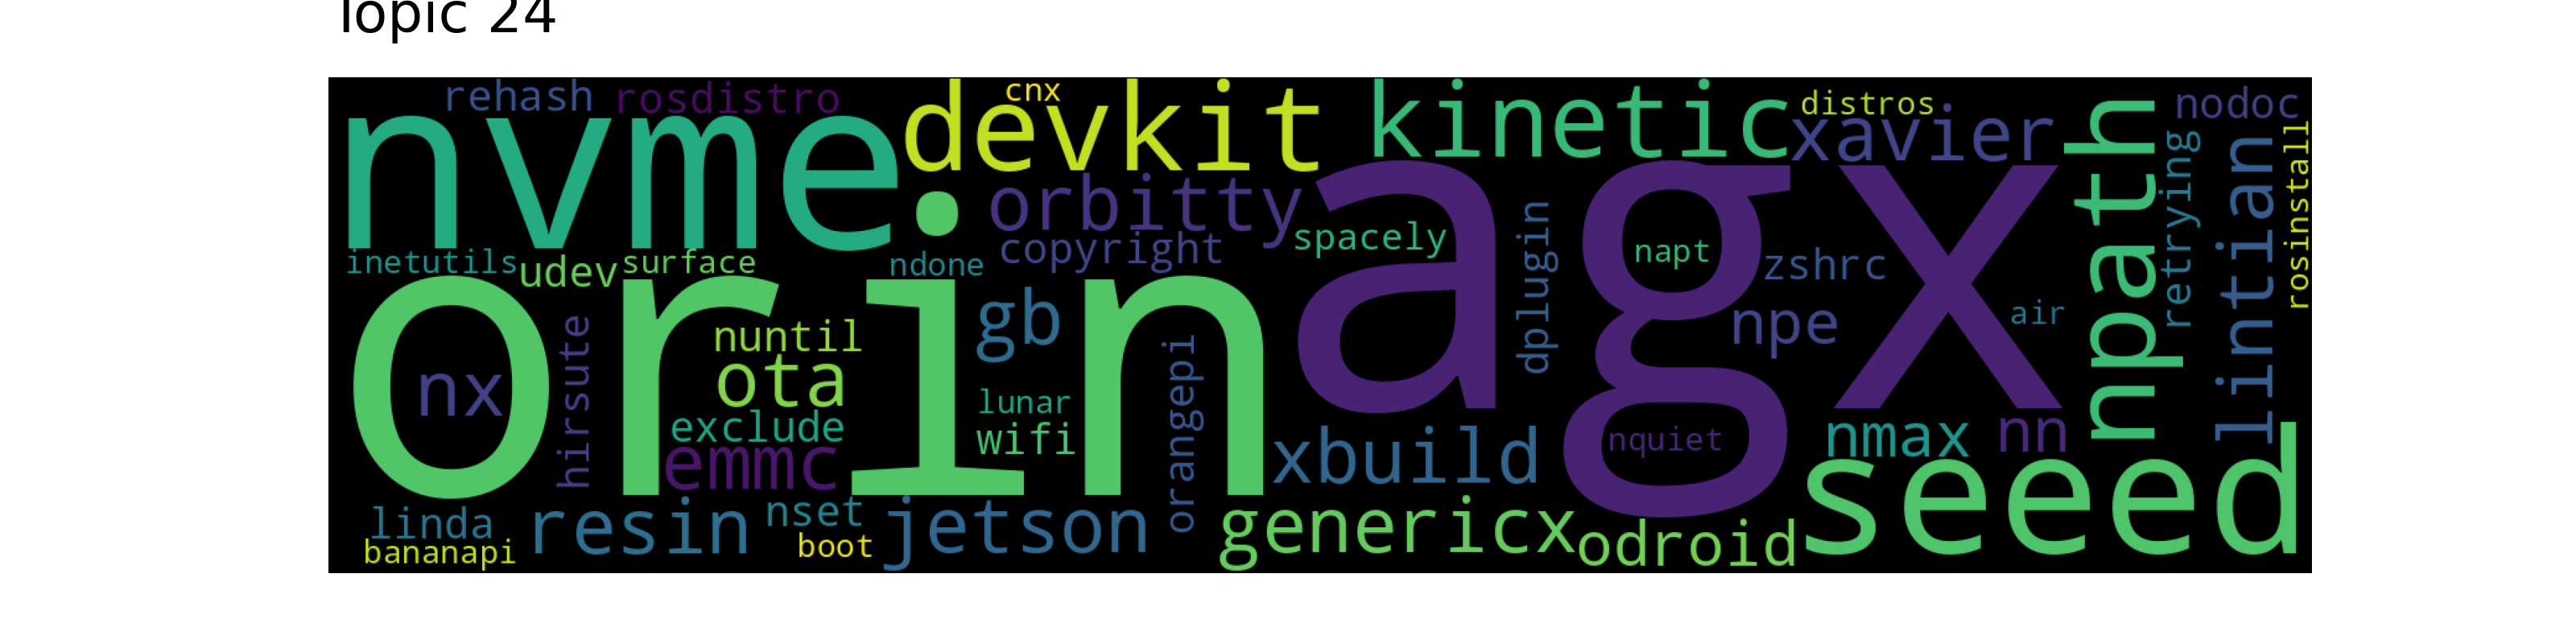 Topic 24
rehash
rosdistro
cnx
devkit
kinetic
distros
xavier
nodoc
nvme
orbitty
agx
npath
retrying
lintian
rosinstall
inetutils
udev
surface
ndone
copyright
spacely
dplugin
napt
zshrc
orin
nx
hirsute
nuntil
ota
gb
npe
air
exclude
emmc
lunar
wifi
orangepi
xbuild
nquiet
nmax
nn
seeed
linda
bananapi
resin
nset
boot
jetson
genericx
odroid